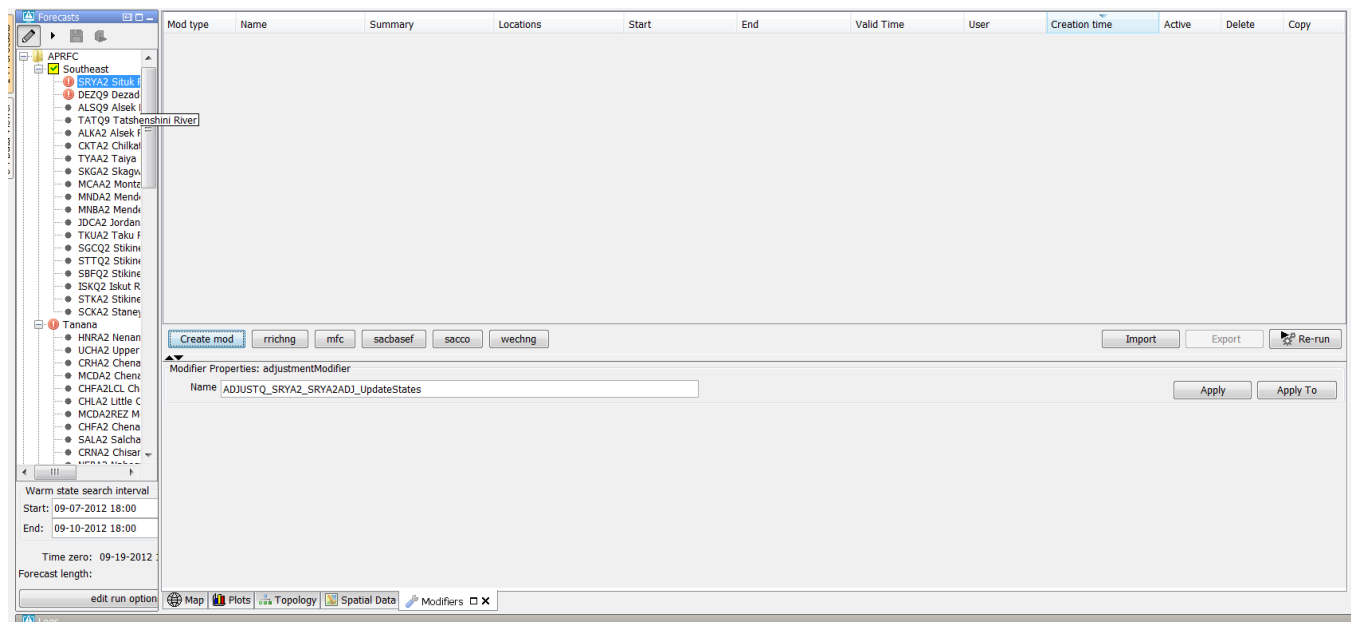 Forecasts
Mod type Name Summary Locations Start End Valid Time User Creation time Active Delete Copy
APRFC
Southeast
SRYA2 Situk
DEZQ9 Dezad
ALSQ9 Alsek
TATQ9 Tatshenshini River
ALKA2 Alsek
CKTA2 Chilkat
TYAA2 Taiya
SKGA2 Skagw
MCAA2 Monta
MNDA2 Mende
MNBA2 Mende
JDCA2 Jordan
TKUA2 Taku
SGCQ2 Stikine
STTQ2 Stikine
SBFQ2 Stikine
ISKQ2 Iskut R
STKA2 Stikine
SCKA2 Staney
Tanana
HNRA2 Nenan
UCHA2 Upper
CRHA2 Chena
MCDA2 Chena
CHFA2LCL Ch
CHLA2 Little C
MCDA2REZ M
CHFA2 Chena
SALA2 Salcha
CRNA2 Chisar
Create mod rrichng mfc sacbasef sacco wechng Import Export Re-run
Modifier Properties: adjustmentModifier
Name ADJUSTQ_SRYA2_SRYA2ADJ_UpdateStates Apply Apply To
Warm state search interval
Start: 09-07-2012 18:00
End: 09-10-2012 18:00
Time zero: 09-19-2012
Forecast length:
edit run option
Map Plots Topology Spatial Data Modifiers
Logs